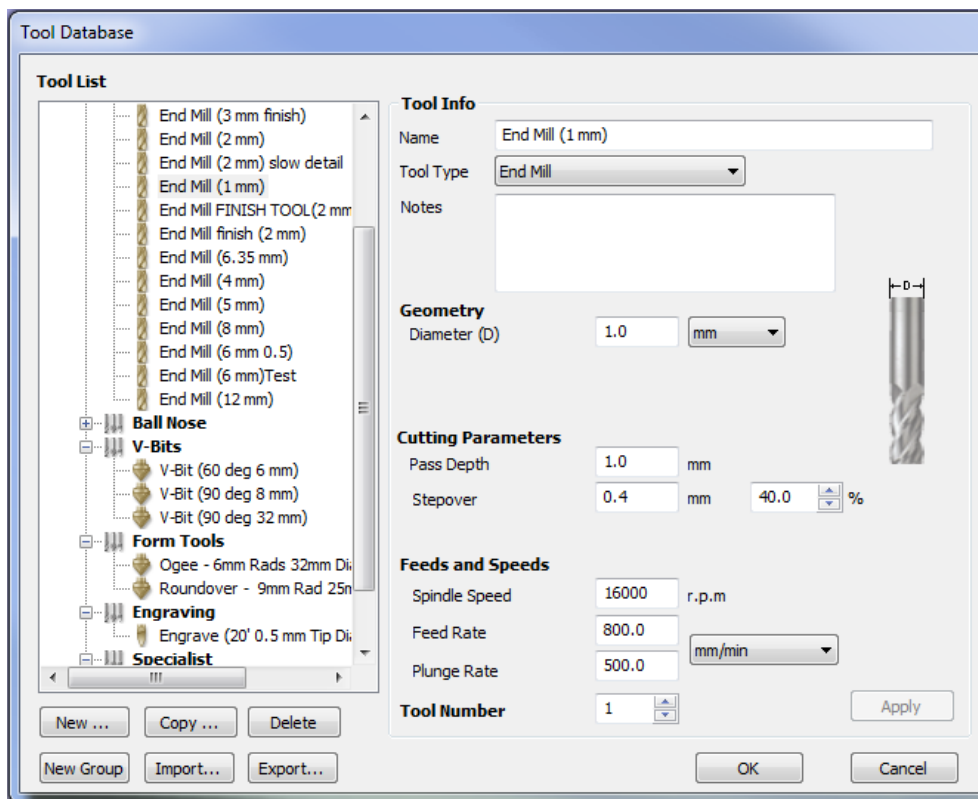 Tool Database
Tool List
End Mill (3 mm finish)
End Mill (2 mm)
End Mill (2 mm) slow detail
End Mill (1 mm)
End Mill FINISH TOOL(2 mm
End Mill finish (2 mm)
End Mill (6.35 mm)
End Mill (4 mm)
End Mill (5 mm)
End Mill (8 mm)
End Mill (6 mm 0.5)
End Mill (6 mm)Test
End Mill (12 mm)
Ball Nose
V-Bits
V-Bit (60 deg 6 mm)
V-Bit (90 deg 8 mm)
V-Bit (90 deg 32 mm)
Form Tools
Ogee - 6mm Rads 32mm Di
Roundover - 9mm Rad 25m
Engraving
Engrave (20' 0.5 mm Tip Di
Specialist
New ... Copy ... Delete
New Group Import... Export...
Tool Info
Name End Mill (1 mm)
Tool Type End Mill
Notes
D
Geometry
Diameter (D) 1.0 mm
Cutting Parameters
Pass Depth 1.0 mm
Stepover 0.4 mm 40.0 %
Feeds and Speeds
Spindle Speed 16000 r.p.m
Feed Rate 800.0 mm/min
Plunge Rate 500.0
Tool Number 1
Apply
OK Cancel